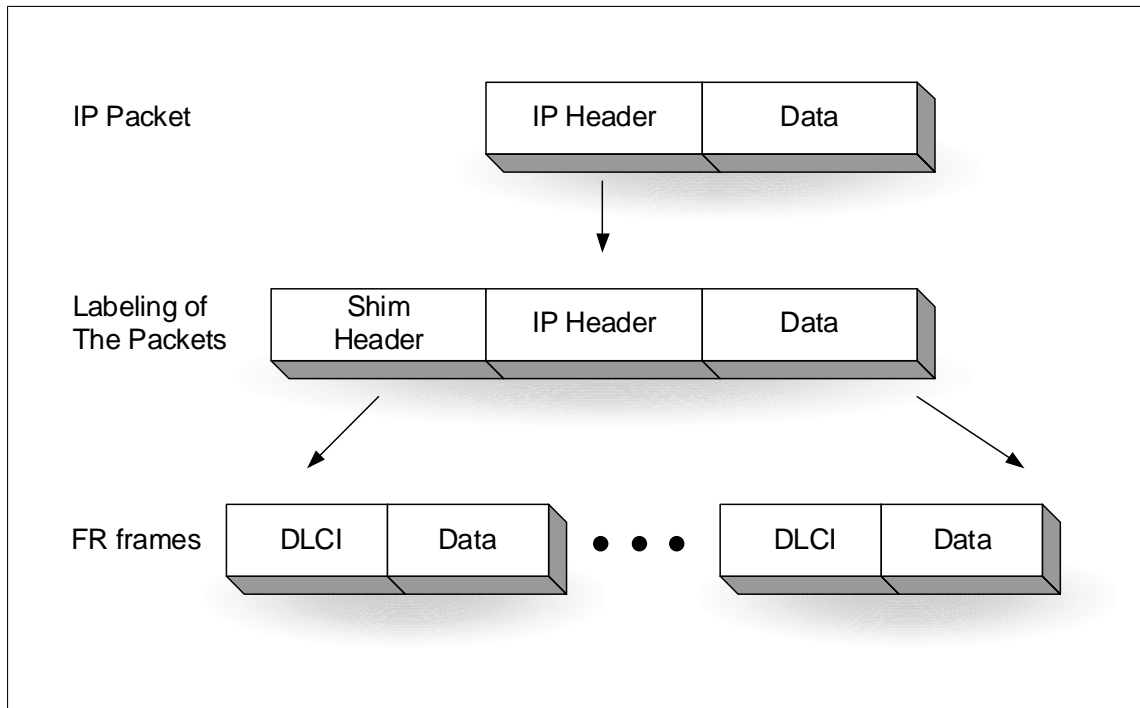 IP Packet
IP Header
Data
Labeling of
The Packets
Shim
Header
IP Header
Data
FR frames
DLCI
Data
DLCI
Data